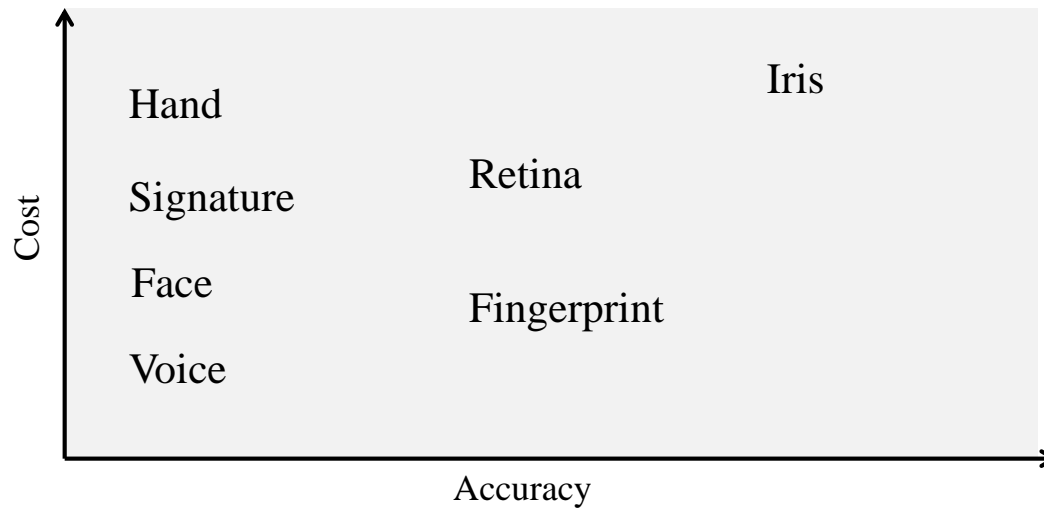 Iris
Hand
Retina
Signature
Cost
Face
Fingerprint
Voice
Accuracy